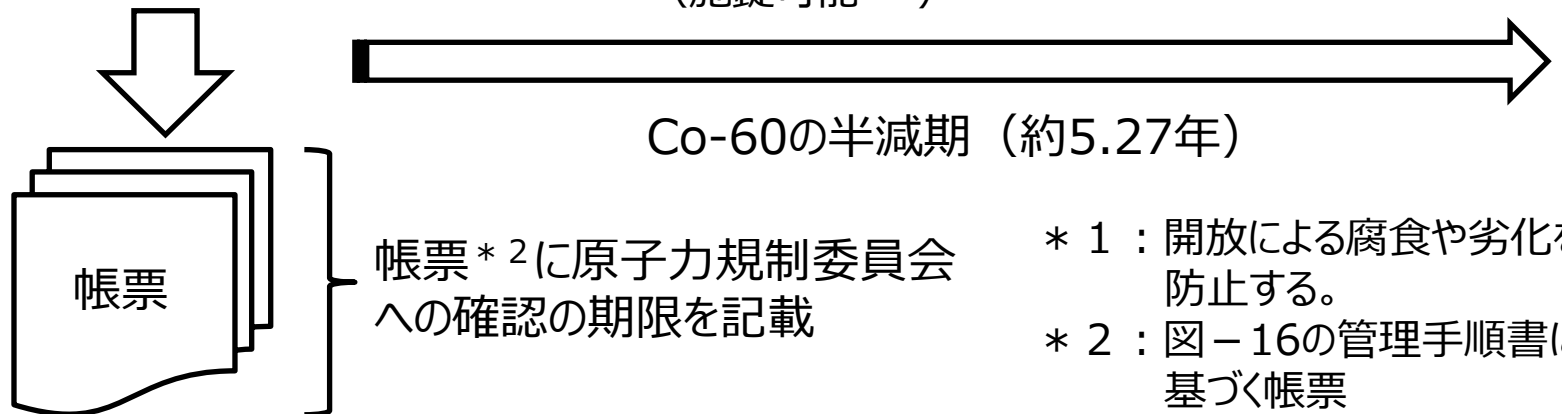 Co-60の半減期（約5.27年）
帳票
帳票＊2に原子力規制委員会
への確認の期限を記載
＊1：開放による腐食や劣化を
防止する。
＊2：図－16の管理手順書に
基づく帳票